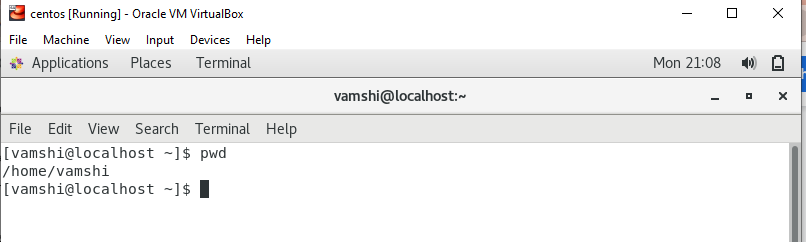 centos [Running] - Oracle VM VirtualBox
File Machine View Input Devices Help
Applications Places Terminal Mon 21:08
vamshi@localhost:~
File Edit View Search Terminal Help
[vamshi@localhost ~]$ pwd
/home/vamshi
[vamshi@localhost ~]$